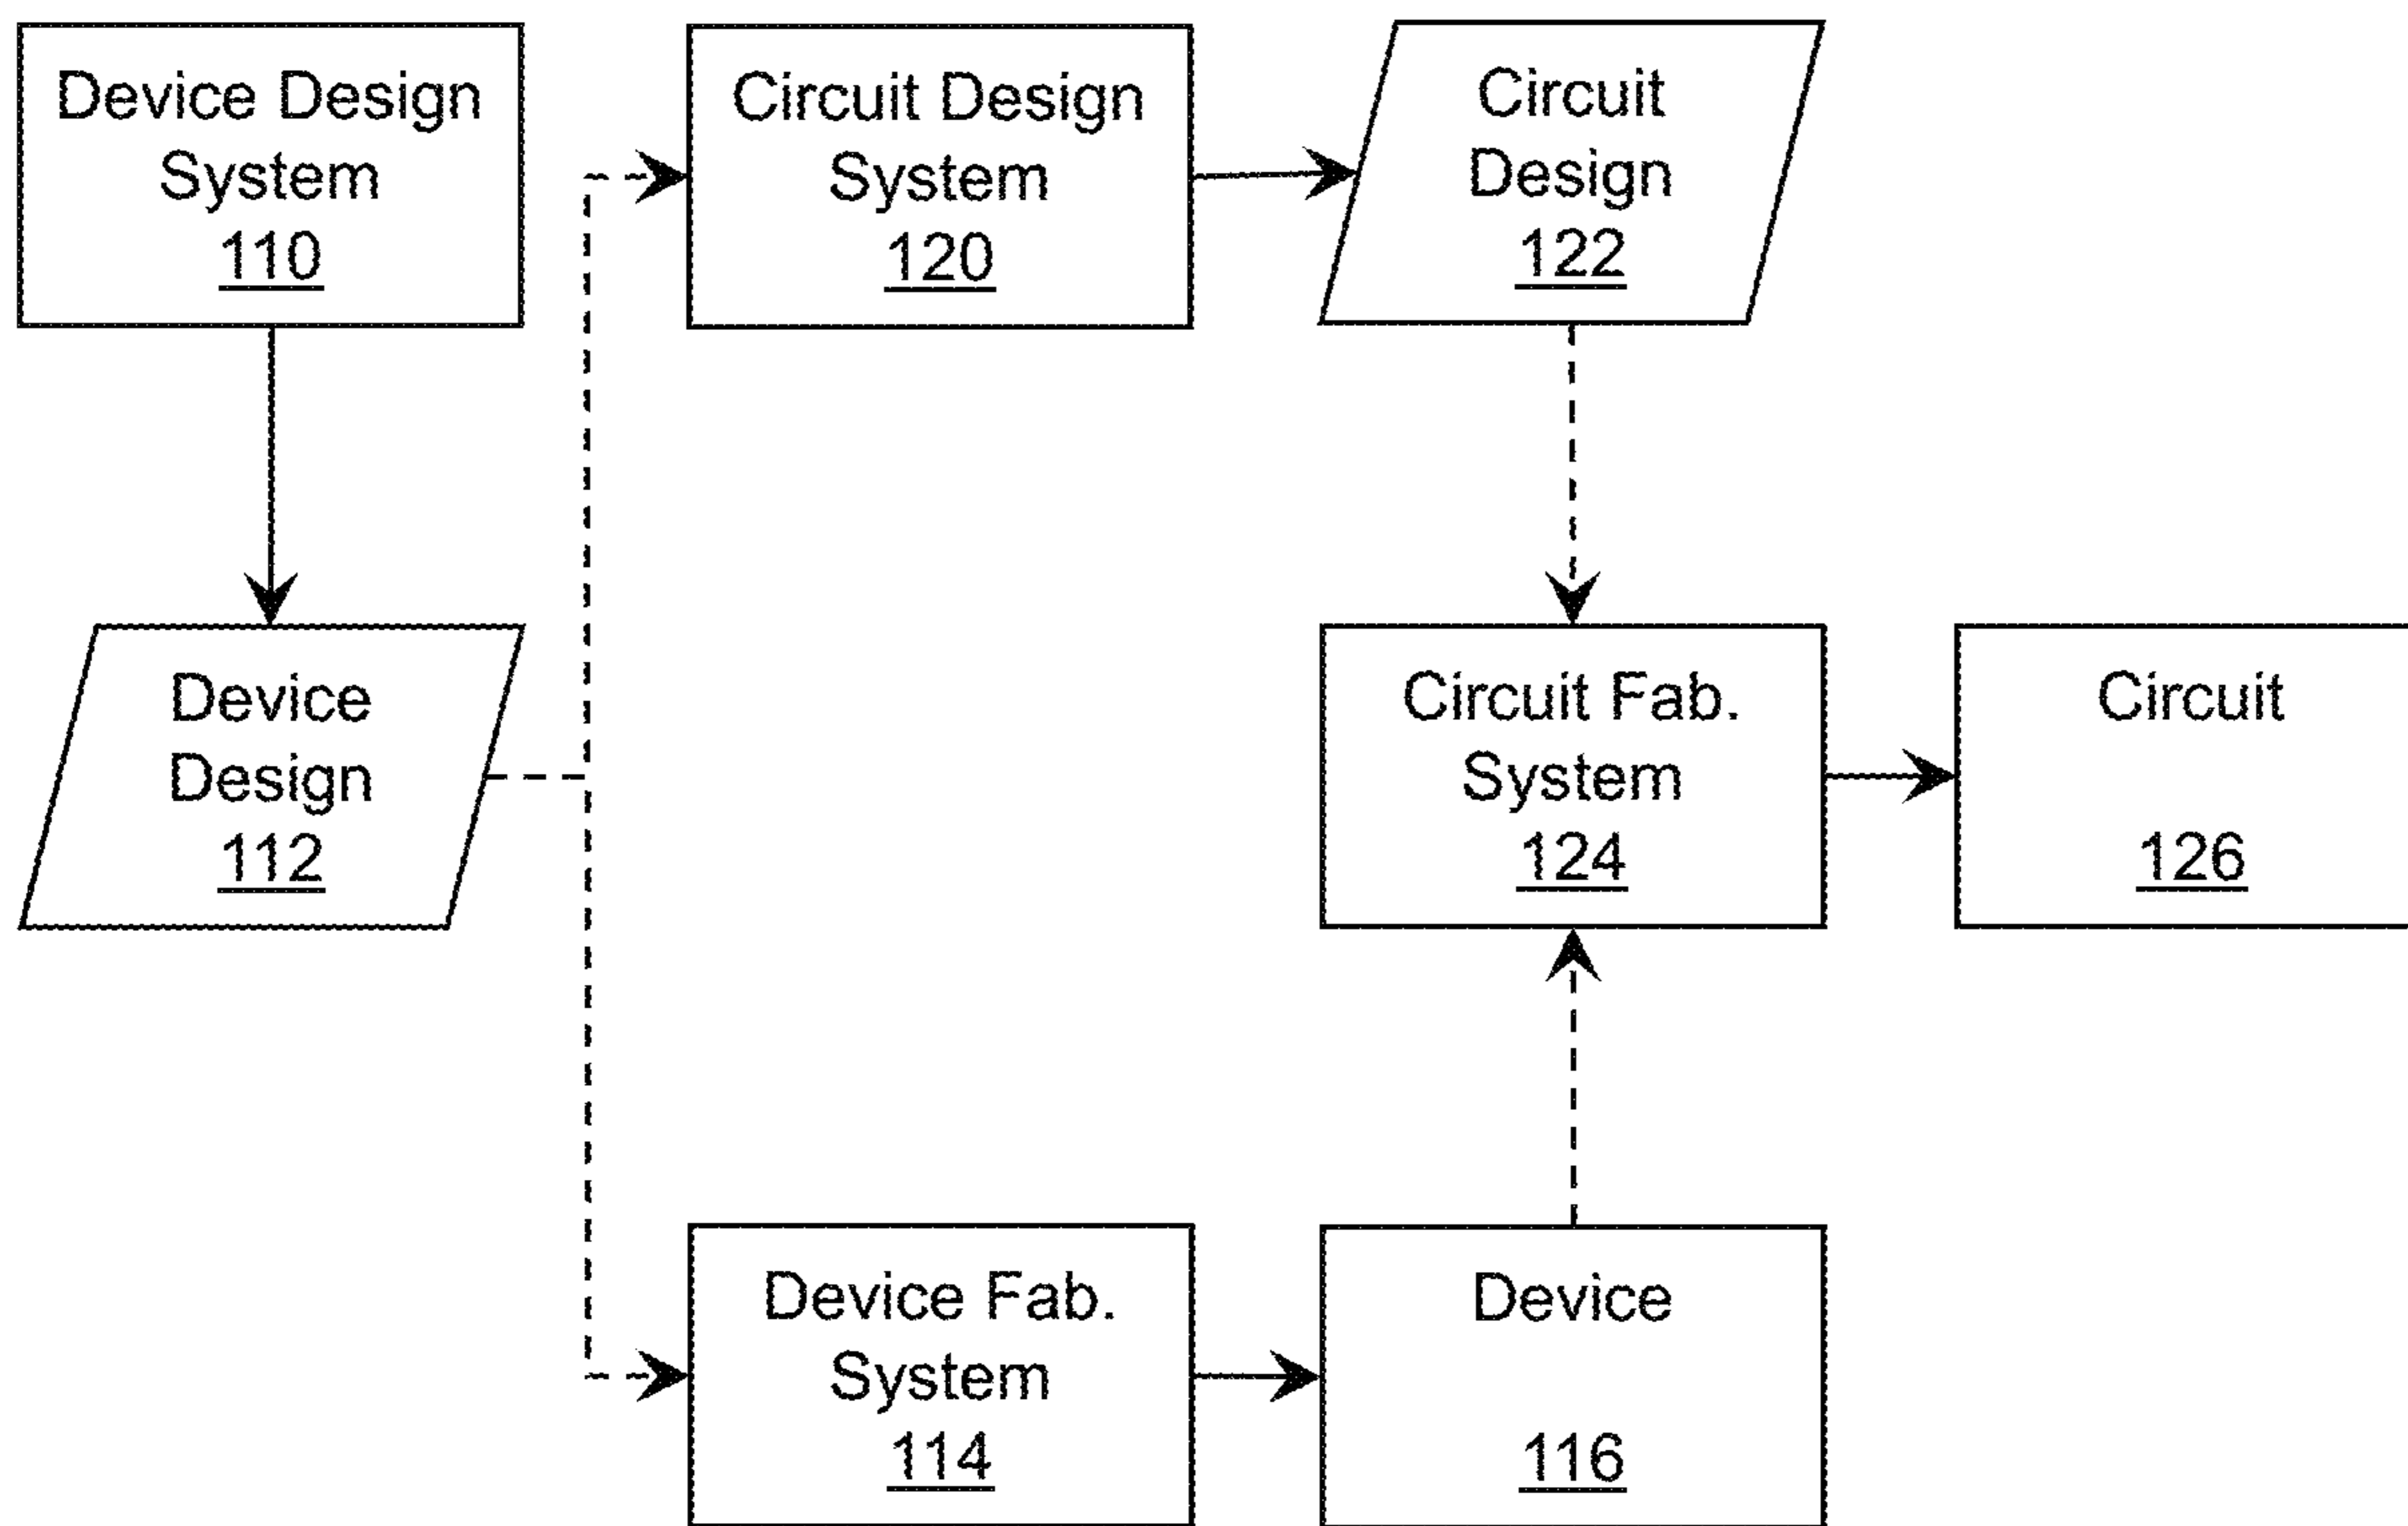 Device Design
System
110
Circuit Design
System
120
Circuit
Design
122
Device
Design
112
Circuit Fab.
System
124
Circuit
126
Device Fab.
System
114
Device
116